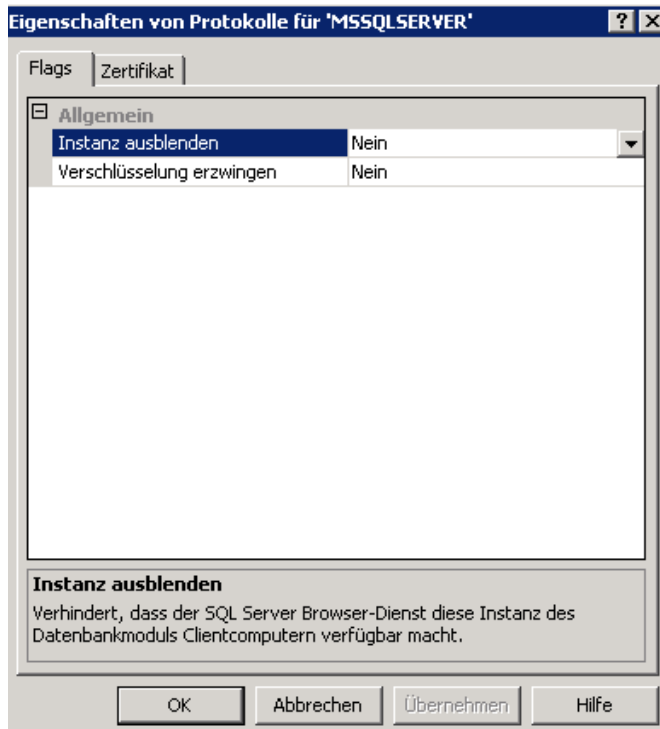 Eigenschaften von Protokolle für 'MSSQLSERVER'
Flags Zertifikat
Allgemein
Instanz ausblenden Nein
Verschlüsselung erzwingen Nein
Instanz ausblenden
Verhindert, dass der SQL Server Browser-Dienst diese Instanz des
Datenbankmoduls Clientcomputern verfügbar macht.
OK Abbrechen Übernehmen Hilfe